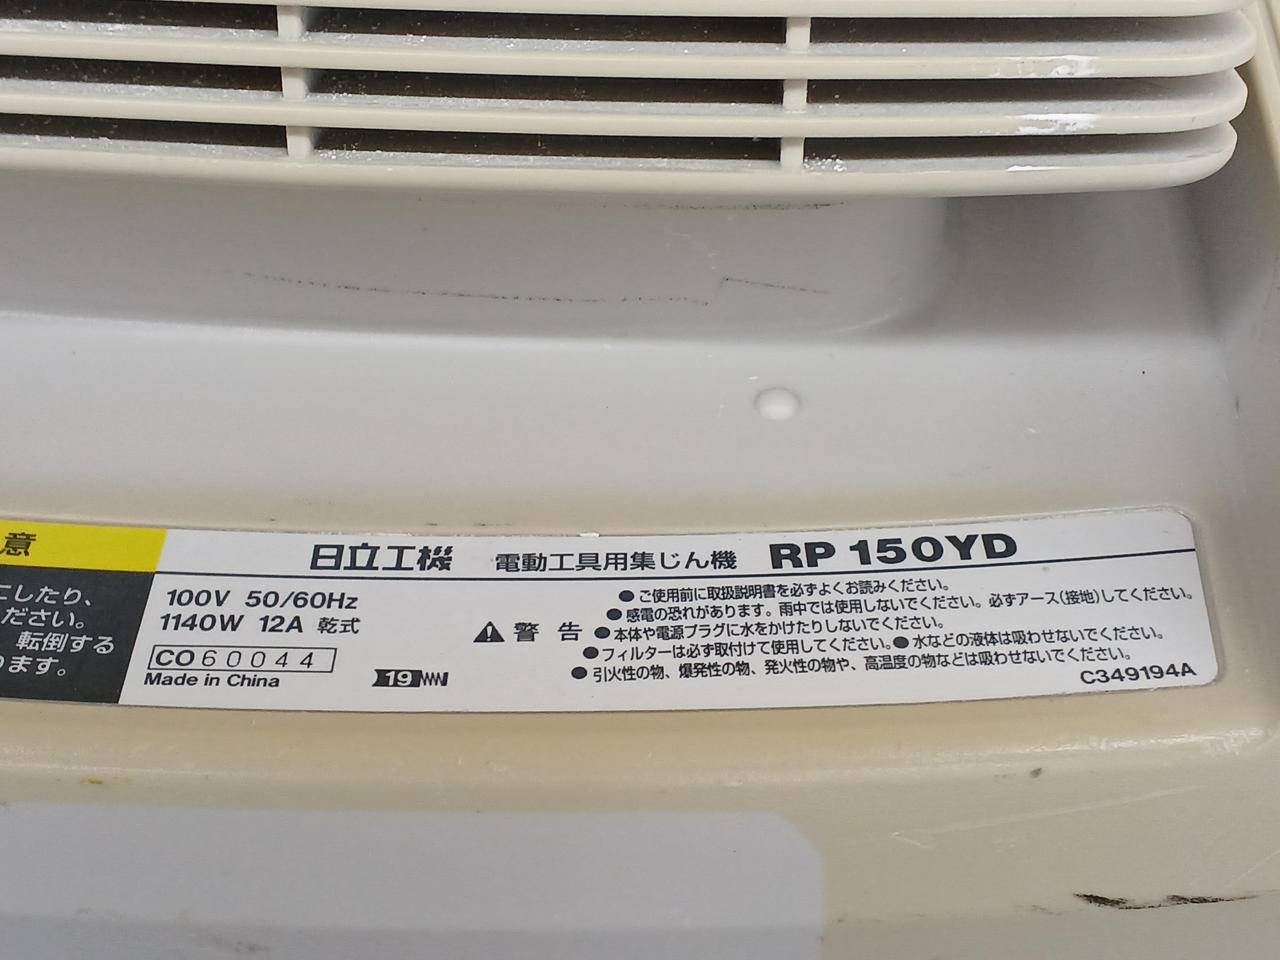 意
にしたり、
ださい。
転倒する
ります。
日立工機 電動工具用集じん機 RP 150YD
100V 50/60Hz
1140W 12A 乾式
CO 60044
Made in China
19
⚠警告
●ご使用前に取扱説明書を必ずよくお読みください。
●感電の恐れがあります。雨中では使用しないでください。必ずアース(接地)してください。
●本体や電源プラグに水をかけたりしないでください。
●フィルターは必ず取付けて使用してください。●水などの液体は吸わせないでください。
●引火性の物、爆発性の物、発火性の物や、高温度の物などは吸わせないでください。
C349194A